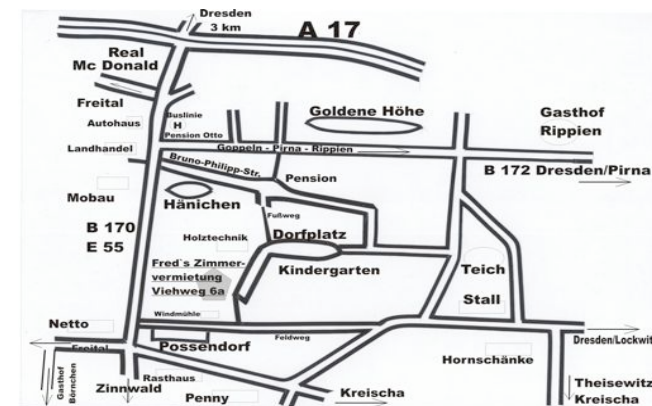 Dresden
3 km
A 17
Real
Mc Donald
Freital
Autohaus
Buslinie
H
Pension Otto
Goldene Höhe
Gasthof
Rippien
Landhandel
Goppeln - Pirna - Rippien
B 172 Dresden/Pirna
Bruno-Philipp-Str.
Pension
Mobau
Hänichen
Fußweg
B 170
E 55
Holztechnik
Dorfplatz
Fred`s Zimmer-
vermietung
Viehweg 6a
Kindergarten
Teich
Stall
Windmühle
Netto
Freital
Possendorf
Feldweg
Dresden/Lockwitz
Hornschänke
Gasthof
Börnchen
Zinnwald
Rasthaus
Penny
Kreischa
Theisewitz
Kreischa